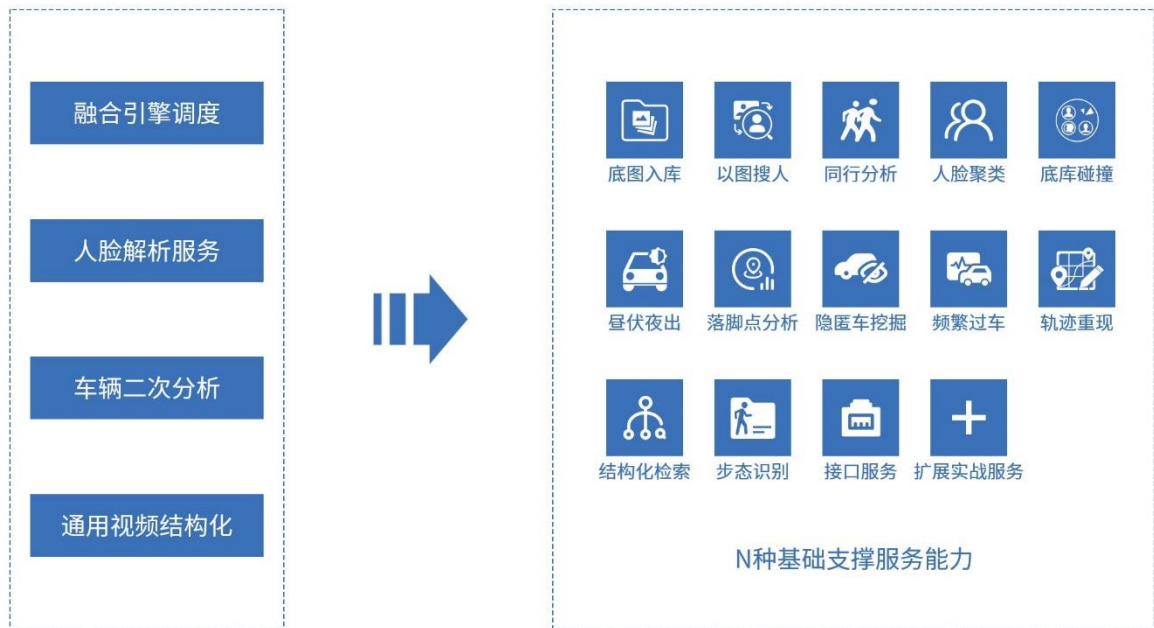 融合引擎调度
人脸解析服务
车辆二次分析
通用视频结构化
底图入库 以图搜人 同行分析 人脸聚类 底库碰撞
昼伏夜出 落脚点分析 隐匿车挖掘 频繁过车 轨迹重现
结构化检索 步态识别 接口服务 扩展实战服务
N种基础支撑服务能力